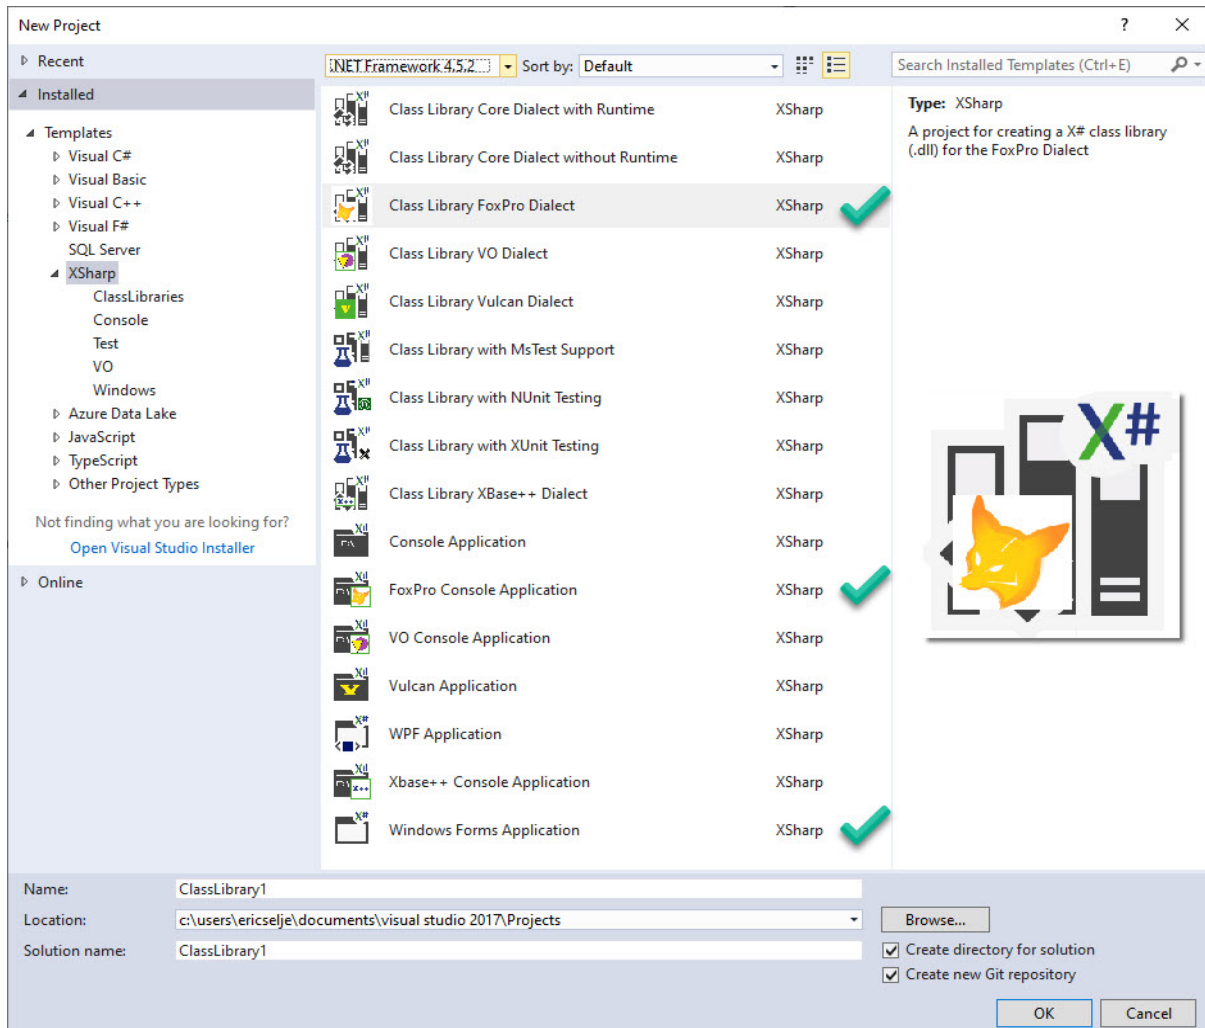 New Project
?
Recent
Installed
Templates
Visual C#
Visual Basic
Visual C++
Visual F#
SQL Server
XSharp
ClassLibraries
Console
Test
VO
Windows
Azure Data Lake
JavaScript
TypeScript
Other Project Types
Not finding what you are looking for?
Open Visual Studio Installer
Online
.NET Framework 4.5.2 Sort by: Default
Class Library Core Dialect with Runtime XSharp
Class Library Core Dialect without Runtime XSharp
Class Library FoxPro Dialect XSharp
Class Library VO Dialect XSharp
Class Library Vulcan Dialect XSharp
Class Library with MsTest Support XSharp
Class Library with NUnit Testing XSharp
Class Library with XUnit Testing XSharp
Class Library XBase++ Dialect XSharp
Console Application XSharp
FoxPro Console Application XSharp
VO Console Application XSharp
Vulcan Application XSharp
WPF Application XSharp
Xbase++ Console Application XSharp
Windows Forms Application XSharp
Search Installed Templates (Ctrl+E)
Type: XSharp
A project for creating a X# class library
(.dll) for the FoxPro Dialect
X#
Name: ClassLibrary1
Location: c:\users\ericselje\documents\visual studio 2017\Projects
Browse...
Solution name: ClassLibrary1
Create directory for solution
Create new Git repository
OK Cancel